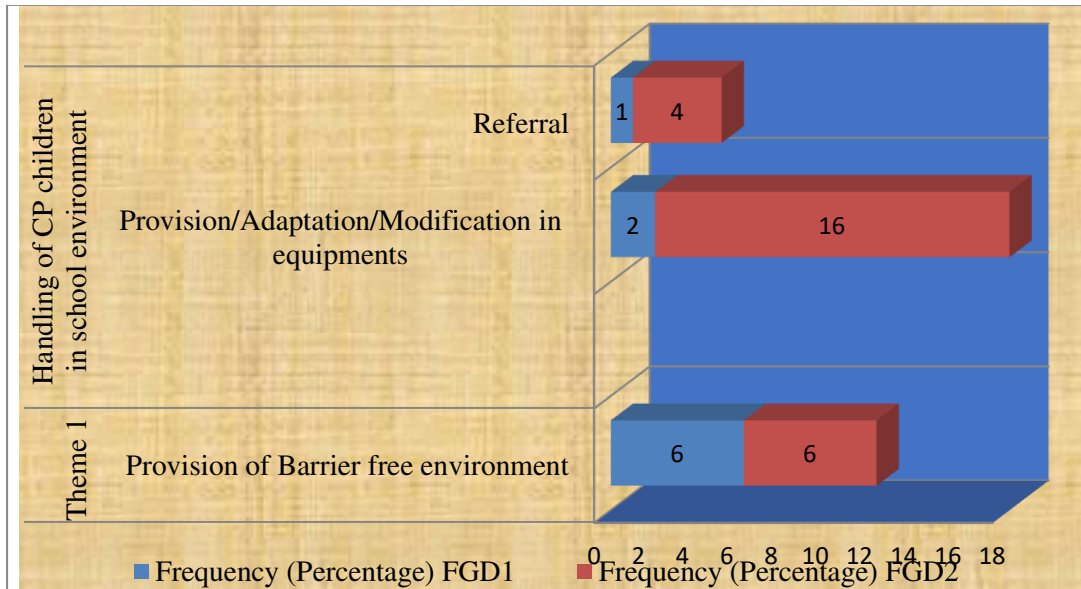 Handling of CP children
in school environment
Referral
1 4
Provision/Adaptation/Modification in
equipments
2 16
Theme 1
Provision of Barrier free environment
6 6
0 2 4 6 8 10 12 14 16 18
Frequency (Percentage) FGD1 Frequency (Percentage) FGD2